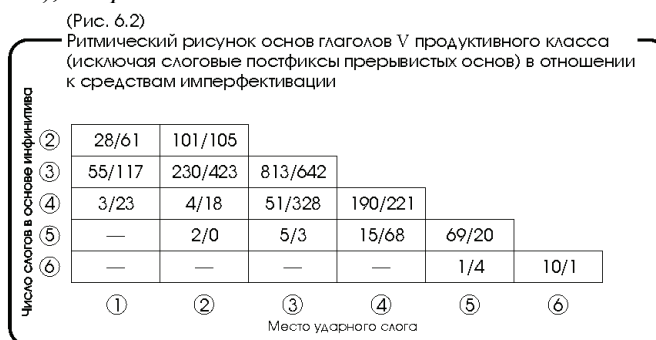 (Рис. 6.2)
Ритмический рисунок основ глаголов V продуктивного класса
(исключая слоговые постфиксы прерывистых основ) в отношении
к средствам имперфективации
Число слогов в основе инфинитива
② 28/61 101/105
③ 55/117 230/423 813/642
④ 3/23 4/18 51/328 190/221
⑤ — 2/0 5/3 15/68 69/20
⑥ — — — — 1/4 10/1
① ② ③ ④ ⑤ ⑥
Место ударного слога